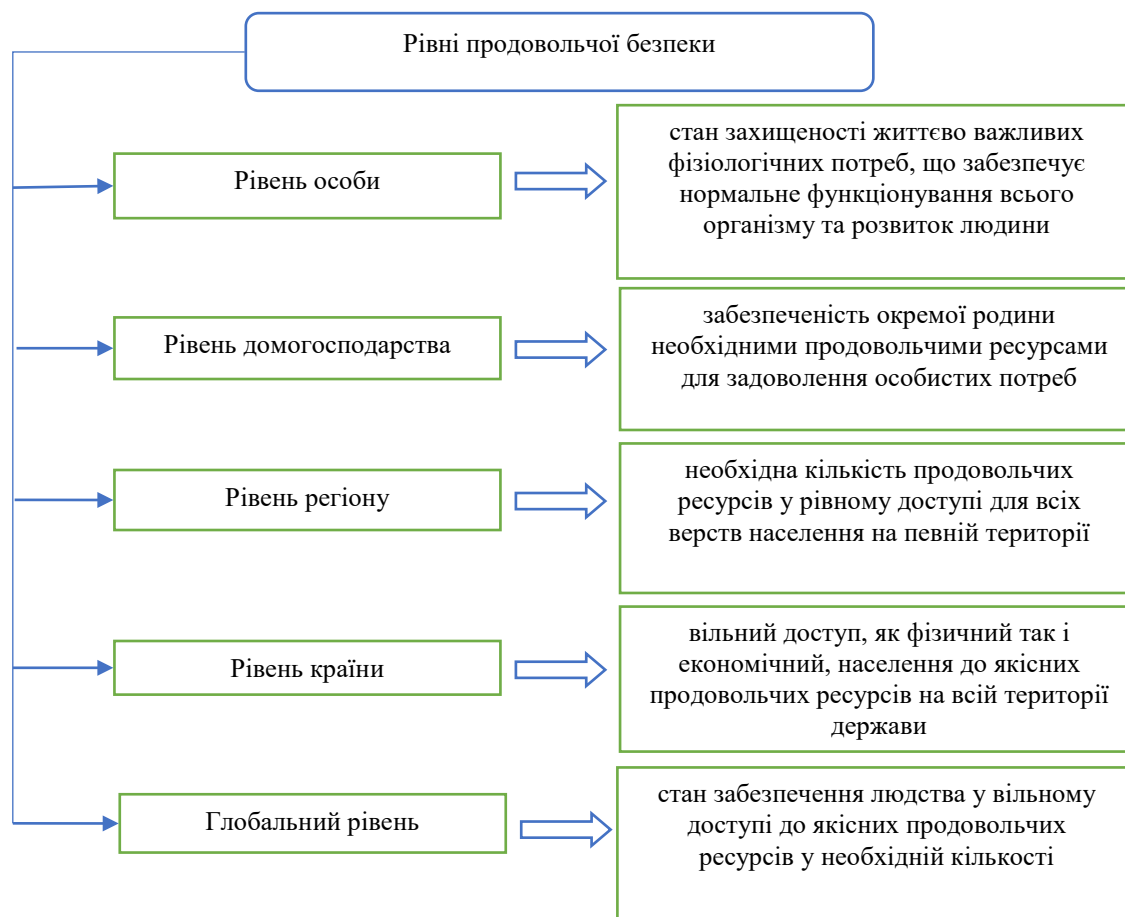 Рівні продовольчої безпеки
Рівень особи
стан захищеності життєво важливих
фізіологічних потреб, що забезпечує
нормальне функціонування всього
організму та розвиток людини
Рівень домогосподарства
забезпеченість окремої родини
необхідними продовольчими ресурсами
для задоволення особистих потреб
Рівень регіону
необхідна кількість продовольчих
ресурсів у рівному доступі для всіх
верств населення на певній території
Рівень країни
вільний доступ, як фізичний так і
економічний, населення до якісних
продовольчих ресурсів на всій території
держави
Глобальний рівень
стан забезпечення людства у вільному
доступі до якісних продовольчих
ресурсів у необхідній кількості